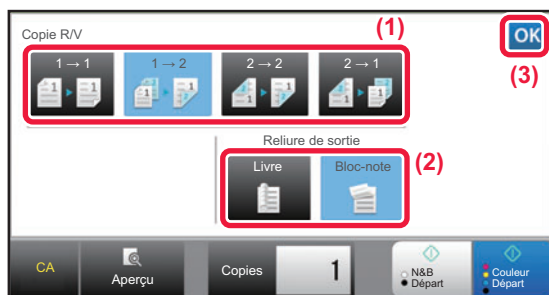 Copie R/V
(1)
OK
(3)
1 → 1
1 → 2
2 → 2
2 → 1
Reliure de sortie
(2)
Livre
Bloc-note
CA
Aperçu
Copies
1
N&B
Départ
Couleur
Départ